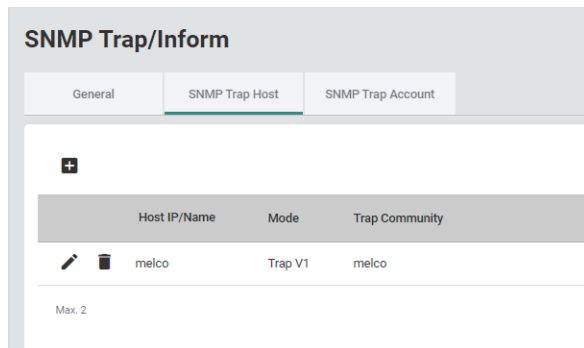 SNMP Trap/Inform
General SNMP Trap Host SNMP Trap Account
Host IP/Name Mode Trap Community
melco Trap V1 melco
Max. 2